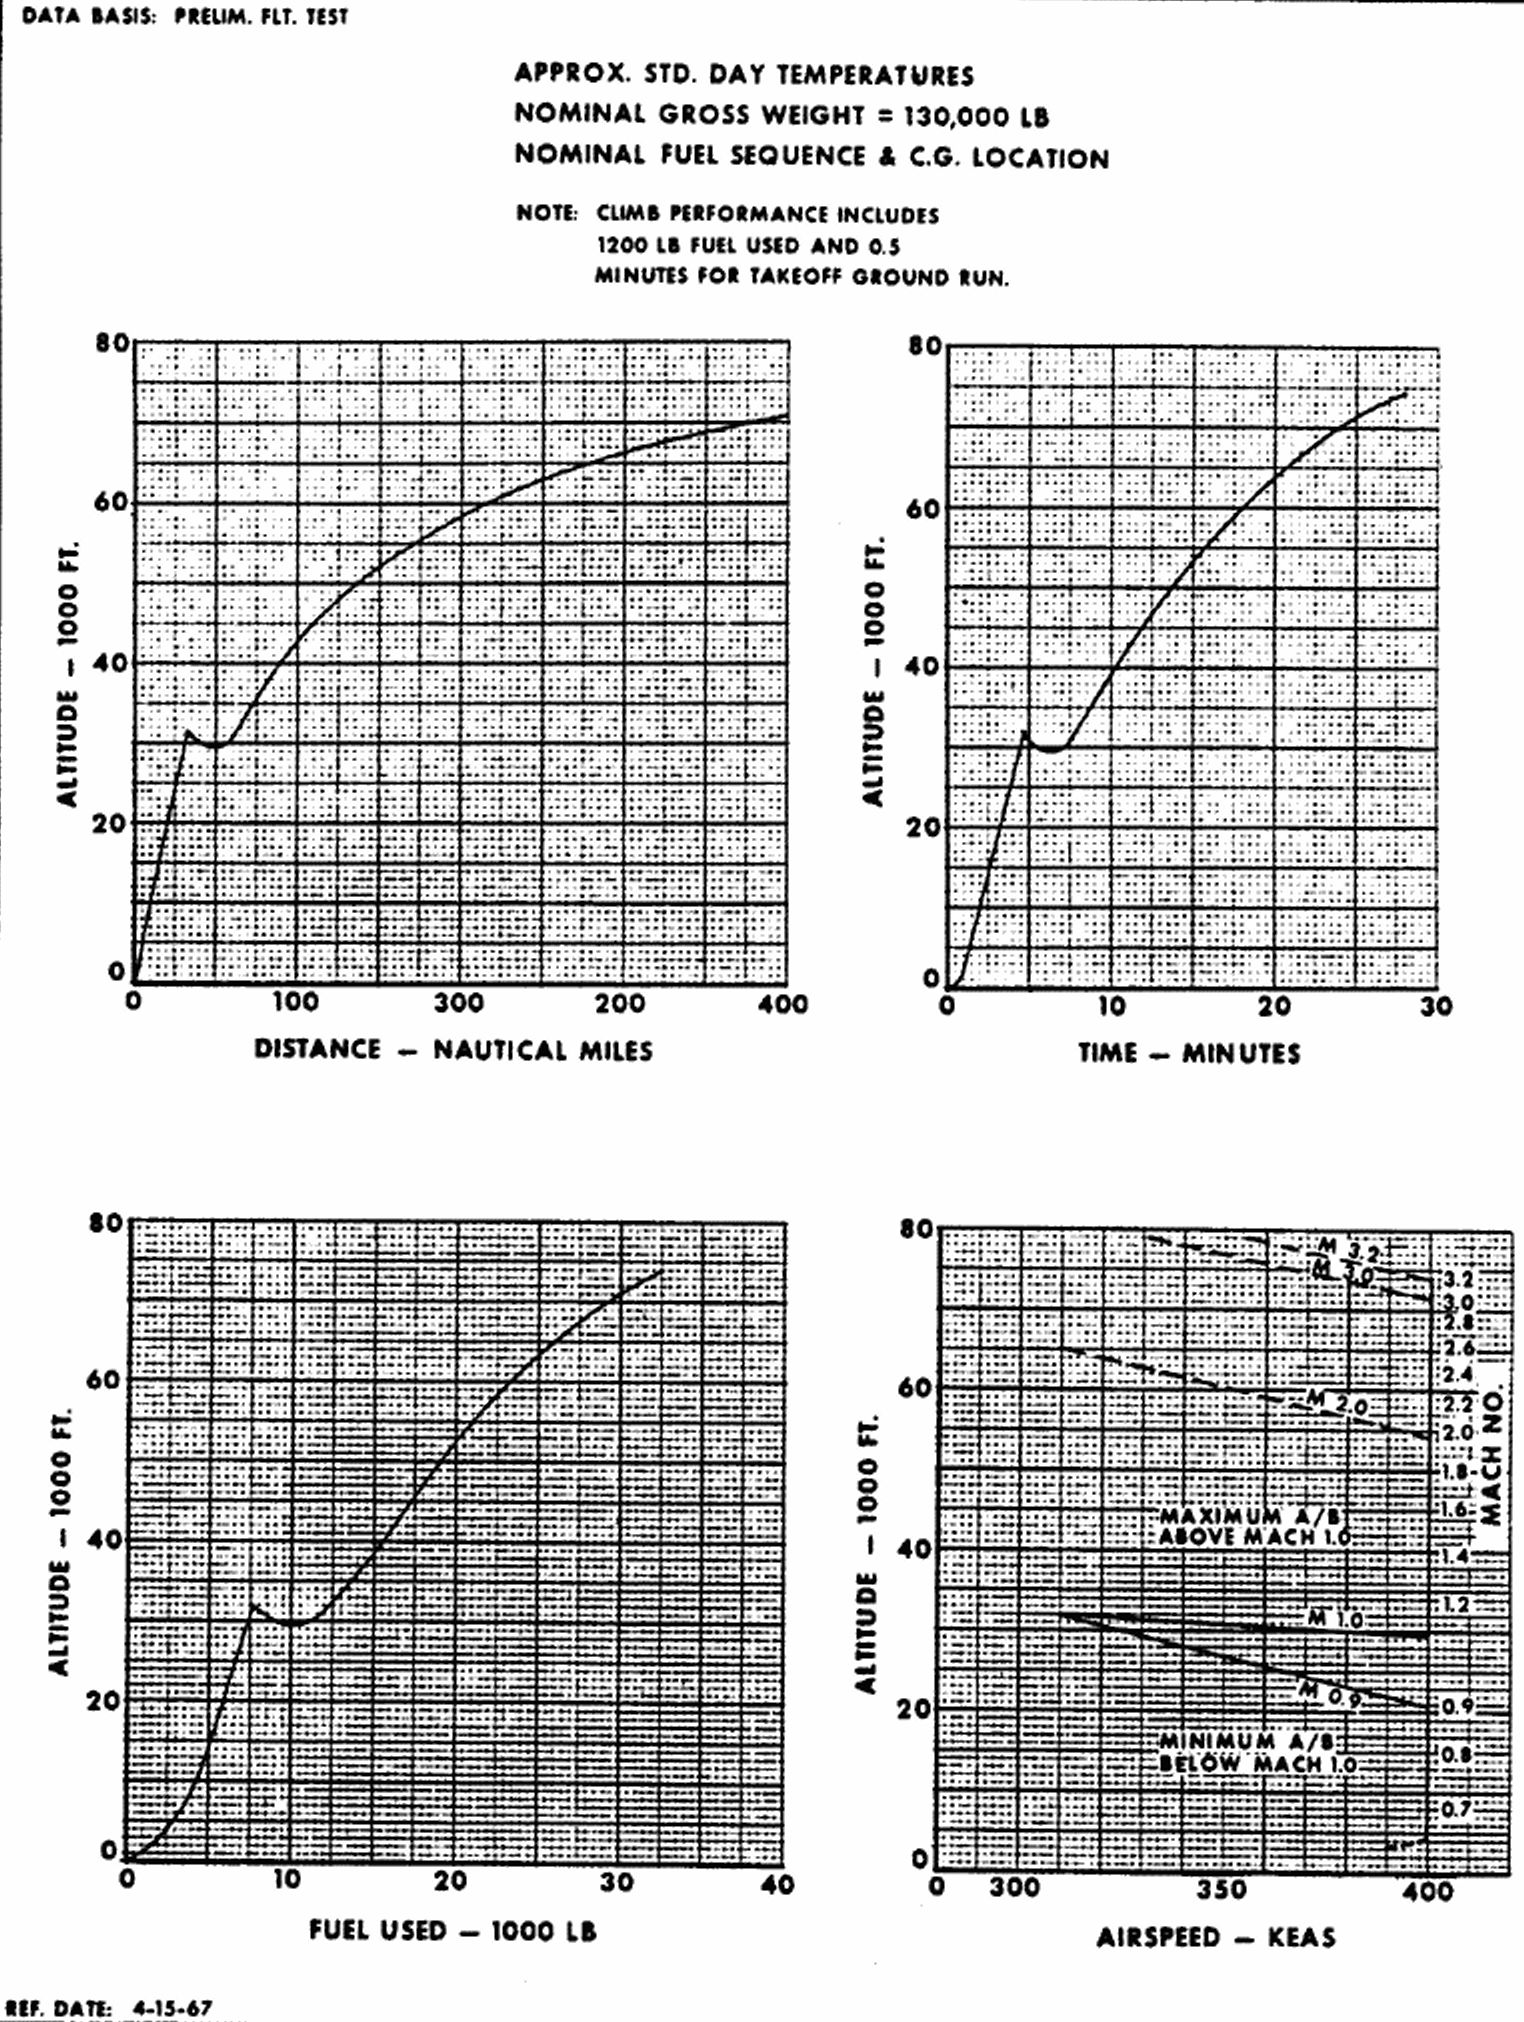 DATA BASIS: PRELIM. FLT. TEST
APPROX. STD. DAY TEMPERATURES
NOMINAL GROSS WEIGHT = 130,000 LB
NOMINAL FUEL SEQUENCE & C.G. LOCATION
NOTE: CLIMB PERFORMANCE INCLUDES
1200 LB FUEL USED AND 0.5
MINUTES FOR TAKEOFF GROUND RUN.
80
60
40
20
0
ALTITUDE – 1000 FT.
0 100 300 200 400
DISTANCE – NAUTICAL MILES
80
60
40
20
0
ALTITUDE – 1000 FT.
0 10 20 30
TIME – MINUTES
80
60
40
20
0
ALTITUDE – 1000 FT.
0 10 20 30 40
FUEL USED – 1000 LB
80
60
40
20
0
ALTITUDE – 1000 FT.
M 3.2
M 3.0
M 2.0
MAXIMUM A/B
ABOVE MACH 1.0
M 1.0
M 0.9
MINIMUM A/B
BELOW MACH 1.0
3.2
3.0
2.8
2.6
2.4
2.2
2.0
1.8
1.6
1.4
1.2
0.9
0.8
0.7
MACH NO.
0 300 350 400
AIRSPEED – KEAS
REF. DATE: 4-15-67